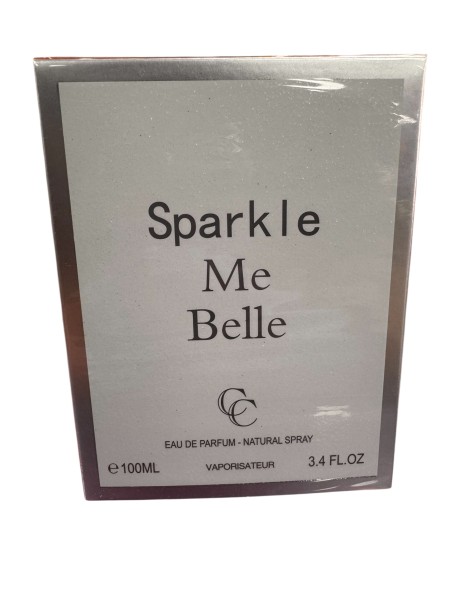 Sparkle
Me
Belle
CC
EAU DE PARFUM - NATURAL SPRAY
℮100ML VAPORISATEUR 3.4 FL.OZ